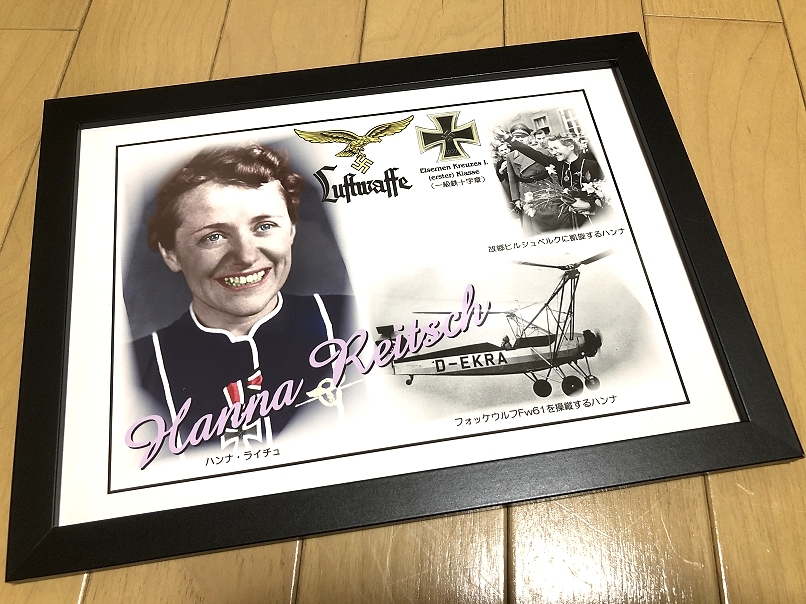 Luftwaffe
Eisernen Kreuzes I.
(erster) Klasse
〈一級鉄十字章〉
故郷ヒルシュベルクに凱旋するハンナ
D-EKRA
Hanna Reitsch
フォッケウルフFw61を操縦するハンナ
ハンナ・ライチュ